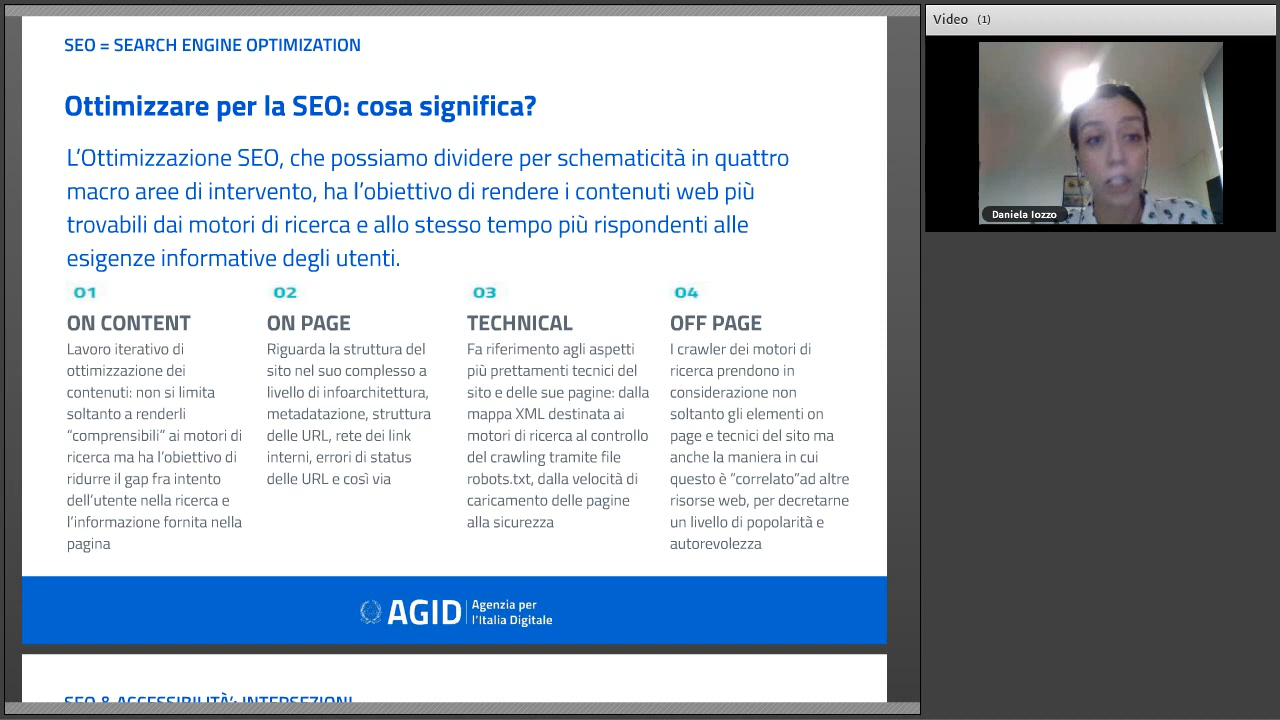 SEO = SEARCH ENGINE OPTIMIZATION
Ottimizzare per la SEO: cosa significa?
L’Ottimizzazione SEO, che possiamo dividere per schematicità in quattro
macro aree di intervento, ha l’obiettivo di rendere i contenuti web più
trovabili dai motori di ricerca e allo stesso tempo più rispondenti alle
esigenze informative degli utenti.
01
ON CONTENT
Lavoro iterativo di
ottimizzazione dei
contenuti: non si limita
soltanto a renderli
“comprensibili” ai motori di
ricerca ma ha l’obiettivo di
ridurre il gap fra intento
dell’utente nella ricerca e
l’informazione fornita nella
pagina
02
ON PAGE
Riguarda la struttura del
sito nel suo complesso a
livello di infoarchitettura,
metadatazione, struttura
delle URL, rete dei link
interni, errori di status
delle URL e così via
03
TECHNICAL
Fa riferimento agli aspetti
più prettamenti tecnici del
sito e delle sue pagine: dalla
mappa XML destinata ai
motori di ricerca al controllo
del crawling tramite file
robots.txt, dalla velocità di
caricamento delle pagine
alla sicurezza
04
OFF PAGE
I crawler dei motori di
ricerca prendono in
considerazione non
soltanto gli elementi on
page e tecnici del sito ma
anche la maniera in cui
questo è “correlato”ad altre
risorse web, per decretarne
un livello di popolarità e
autorevolezza
AGID
Agenzia per
l’Italia Digitale
SEO & ACCESSIBILITÀ’: INTERSEZIONI
Video (1)
Daniela Iozzo